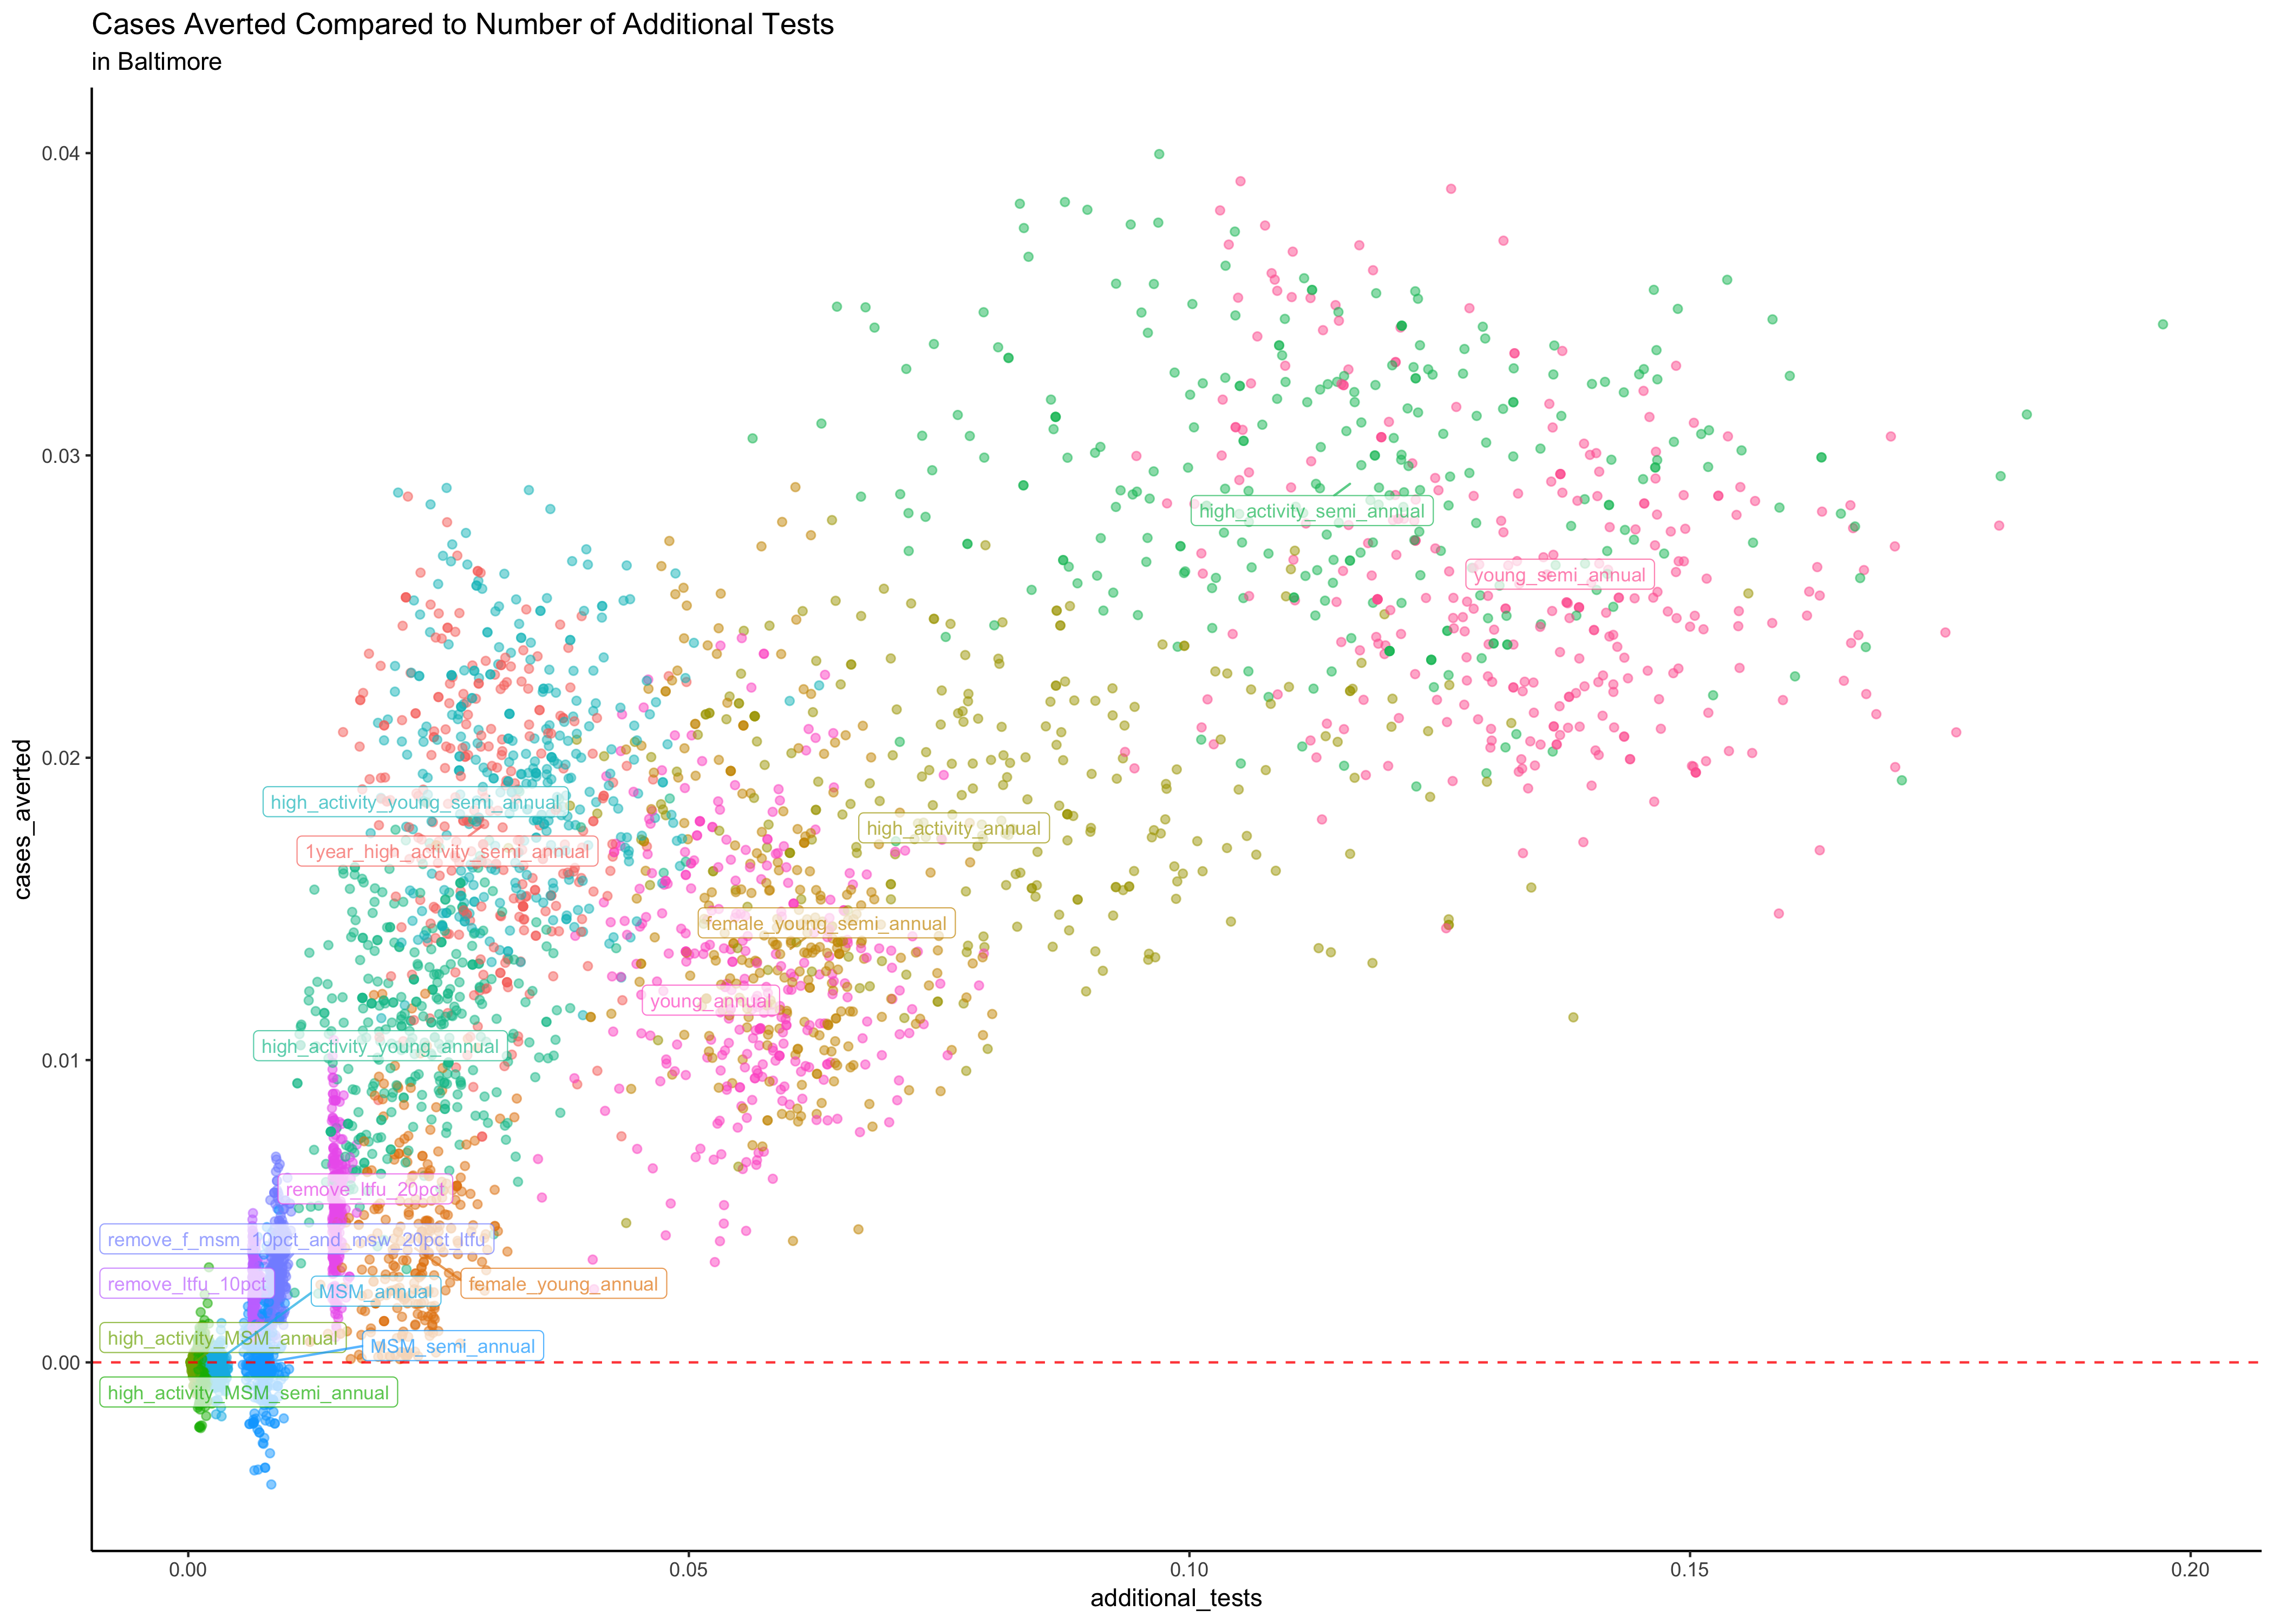 Cases Averted Compared to Number of Additional Tests
in Baltimore
cases_averted
0.04
0.03
0.02
0.01
0.00
high_activity_semi_annual
young_semi_annual
high_activity_young_semi_annual
high_activity_annual
1year_high_activity_semi_annual
female_young_semi_annual
young_annual
high_activity_young_annual
remove_ltfu_20pct
remove_f_msm_10pct_and_msw_20pct_ltfu
remove_ltfu_10pct
MSM_annual
female_young_annual
high_activity_MSM_annual
MSM_semi_annual
high_activity_MSM_semi_annual
0.00
0.05
0.10
0.15
0.20
additional_tests